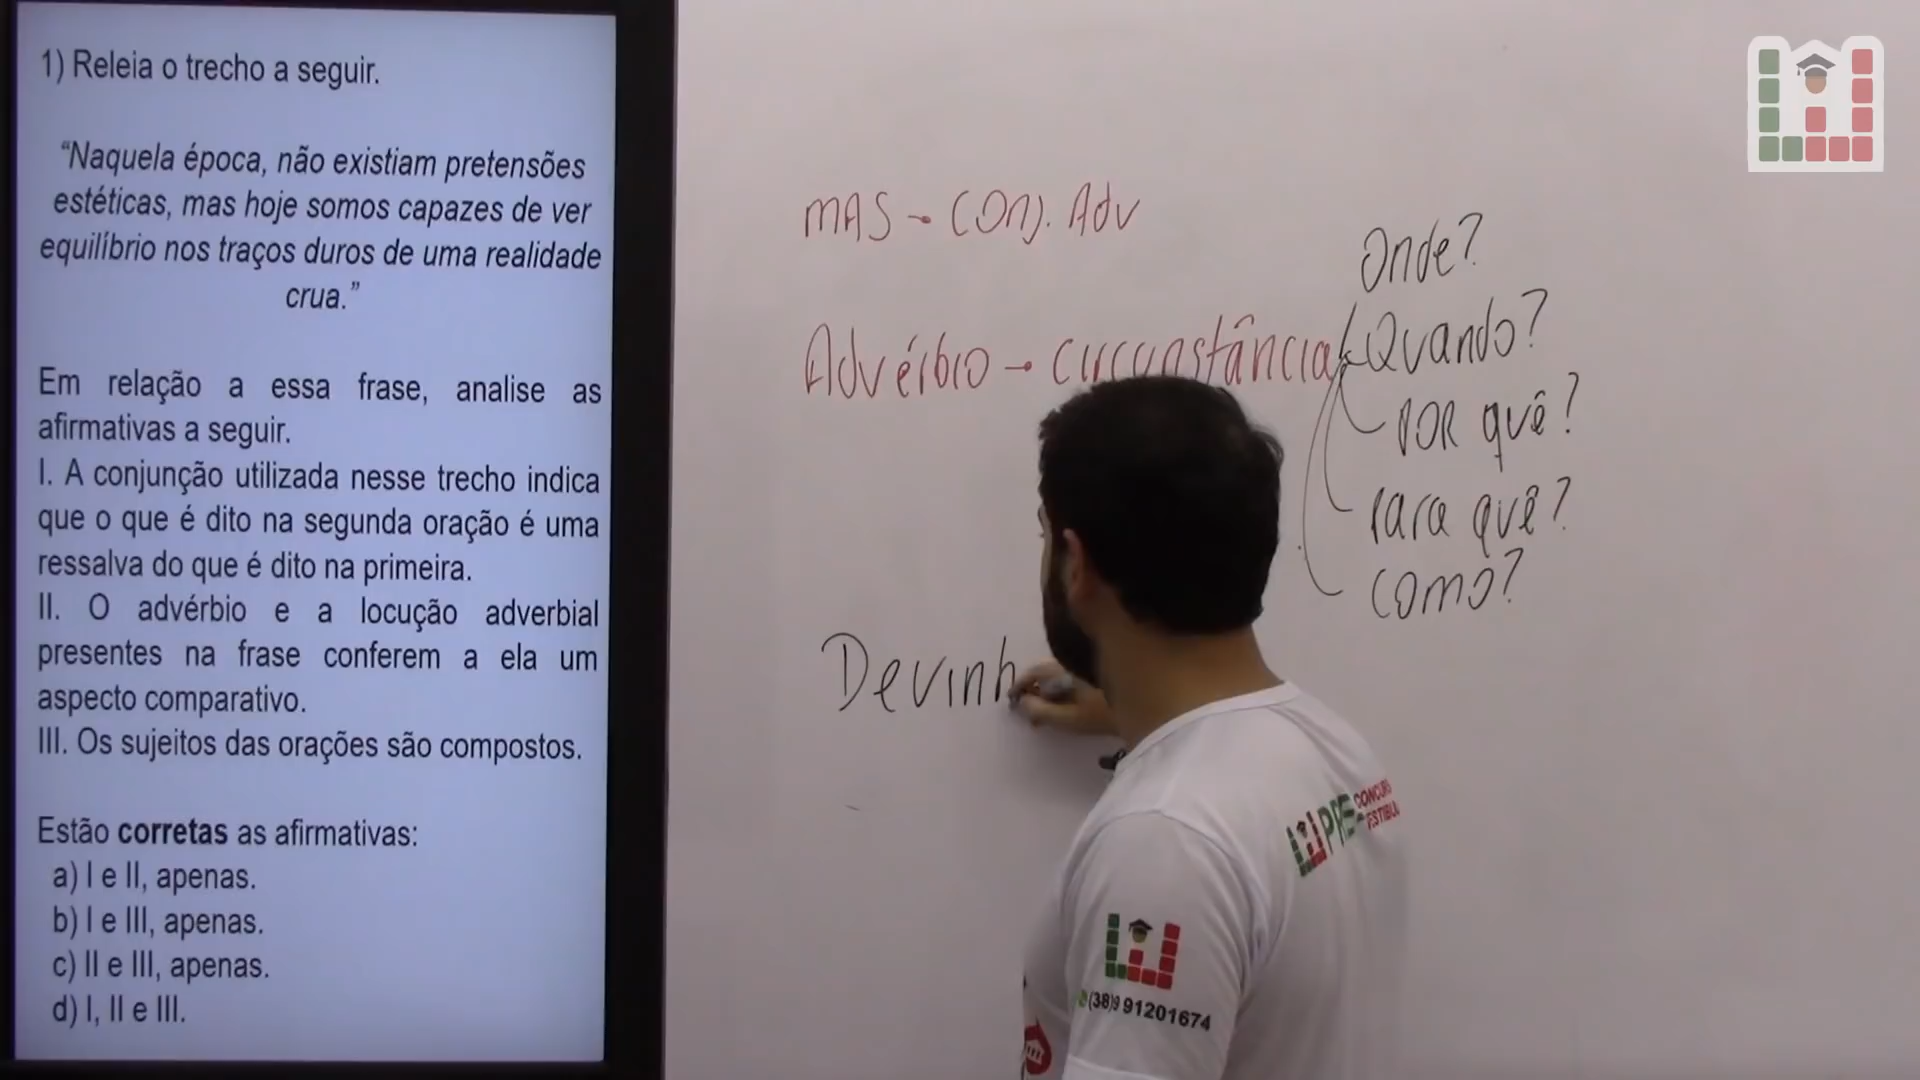 1) Releia o trecho a seguir.
“Naquela época, não existiam pretensões
estéticas, mas hoje somos capazes de ver
equilíbrio nos traços duros de uma realidade
crua.”
Em relação a essa frase, analise as
afirmativas a seguir.
I. A conjunção utilizada nesse trecho indica
que o que é dito na segunda oração é uma
ressalva do que é dito na primeira.
II. O advérbio e a locução adverbial
presentes na frase conferem a ela um
aspecto comparativo.
III. Os sujeitos das orações são compostos.
Estão corretas as afirmativas:
a) I e II, apenas.
b) I e III, apenas.
c) II e III, apenas.
d) I, II e III.
MAS - CONJ. Adv
Advérbio - circunstância
Onde?
Quando?
POR quê?
Para quê?
Como?
Devinh
PRÉ
(38)9 91201674